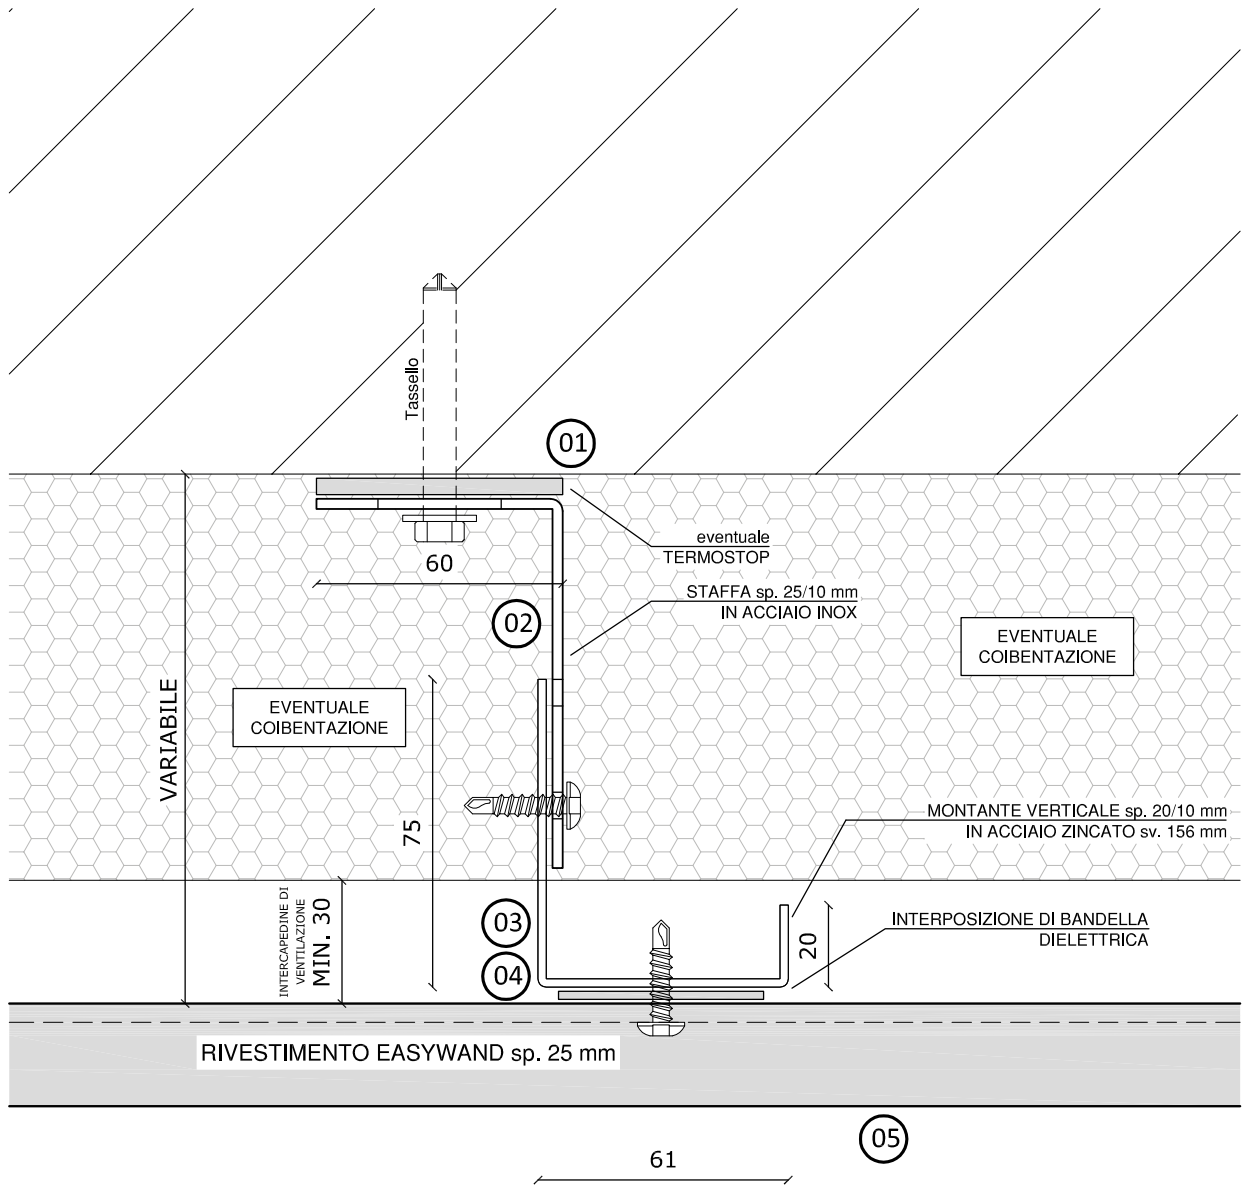 Tassello
01
eventuale
TERMOSTOP
60
STAFFA sp. 25/10 mm
IN ACCIAIO INOX
02
EVENTUALE
COIBENTAZIONE
VARIABILE
EVENTUALE
COIBENTAZIONE
75
MONTANTE VERTICALE sp. 20/10 mm
IN ACCIAIO ZINCATO sv. 156 mm
INTERCAPEDINE DI
VENTILAZIONE
MIN. 30
03
20
INTERPOSIZIONE DI BANDELLA
DIELETTRICA
04
RIVESTIMENTO EASYWAND sp. 25 mm
05
61